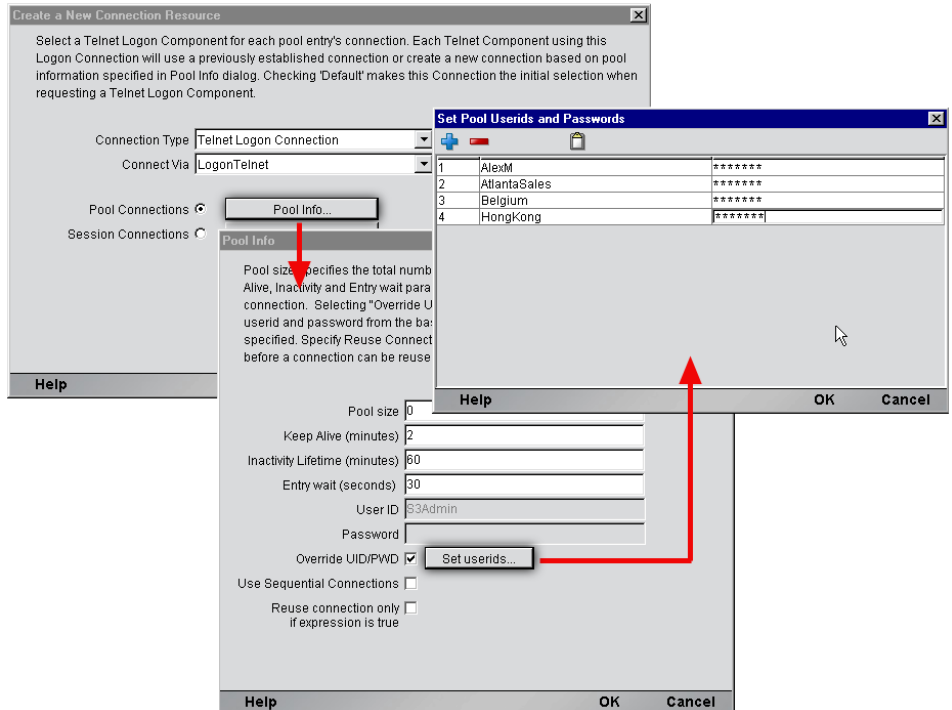 Create a New Connection Resource
Select a Telnet Logon Component for each pool entry's connection. Each Telnet Component using this
Logon Connection will use a previously established connection or create a new connection based on pool
information specified in Pool Info dialog. Checking 'Default' makes this Connection the initial selection when
requesting a Telnet Logon Component.
Connection Type Telnet Logon Connection
Connect Via LogonTelnet
Pool Connections Pool Info...
Session Connections
Help
Set Pool Userids and Passwords
1 AlexM *******
2 AtlantaSales *******
3 Belgium *******
4 HongKong *******
Help OK Cancel
Pool Info
Pool size specifies the total numb
Alive, Inactivity and Entry wait para
connection. Selecting "Override U
userid and password from the ba
specified. Specify Reuse Connect
before a connection can be reuse
Pool size 0
Keep Alive (minutes) 2
Inactivity Lifetime (minutes) 60
Entry wait (seconds) 30
User ID S3Admin
Password
Override UID/PWD Set userids...
Use Sequential Connections
Reuse connection only
if expression is true
Help OK Cancel